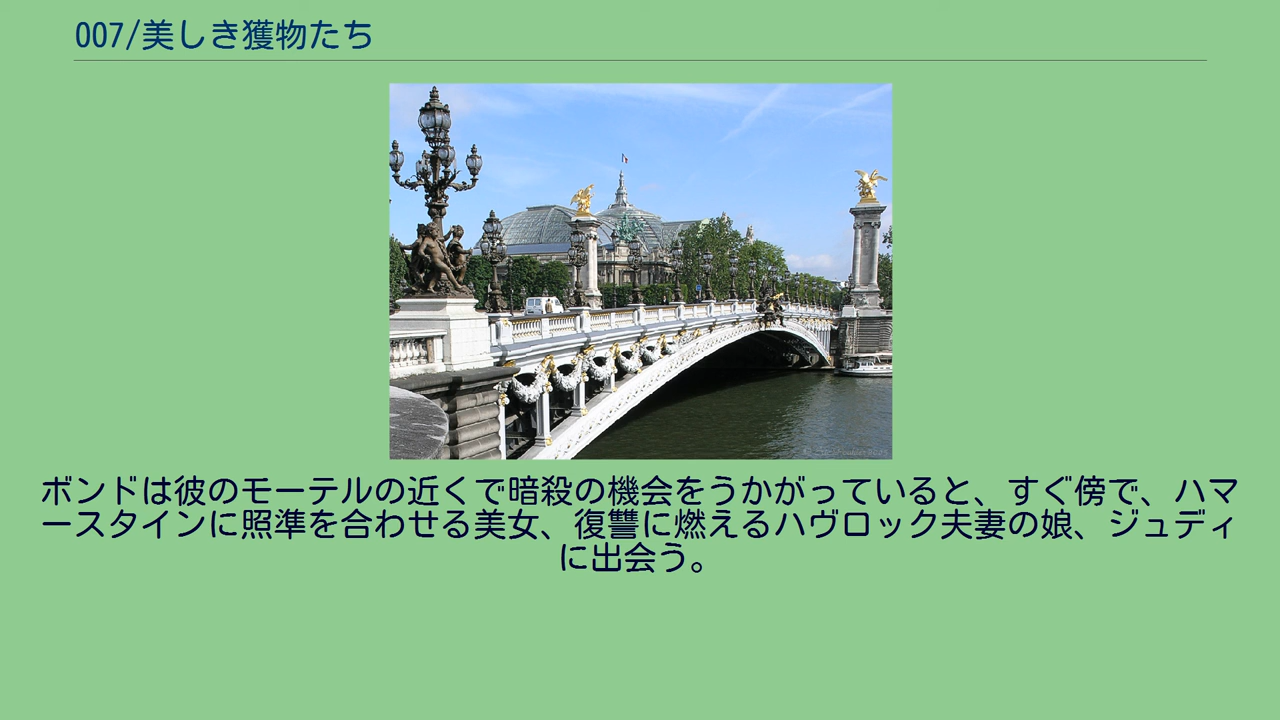 007/美しき獲物たち
ボンドは彼のモーテルの近くで暗殺の機会をうかがっていると、すぐ傍で、ハマ
ースタインに照準を合わせる美女、復讐に燃えるハヴロック夫妻の娘、ジュディ
に出会う。